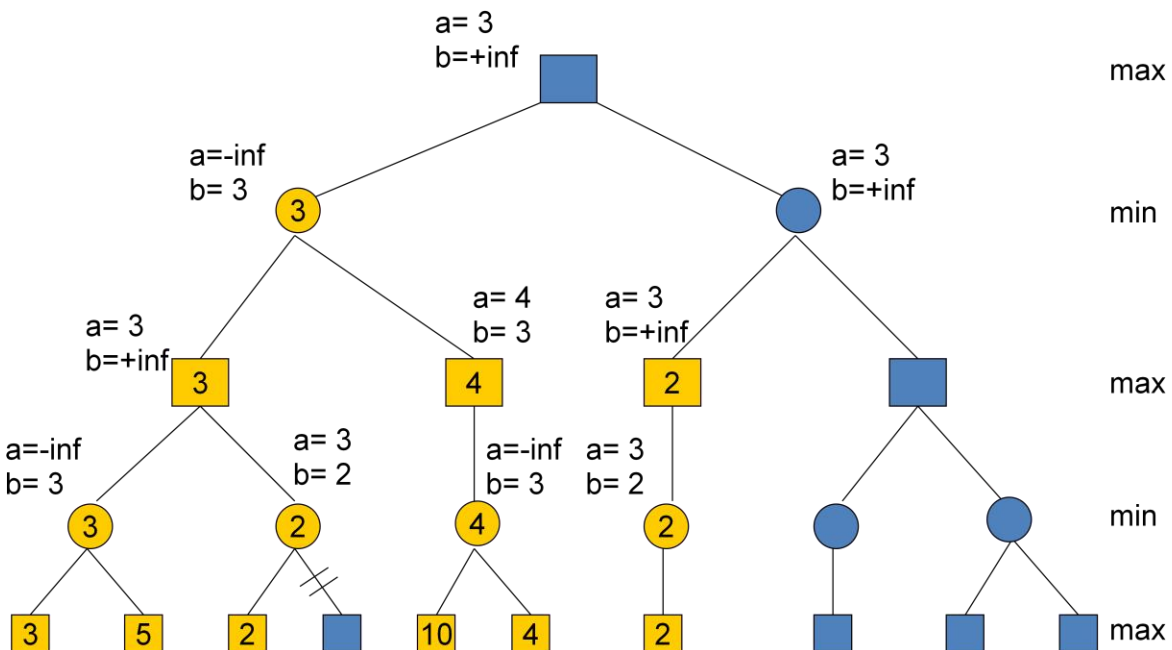 a= 3
b=+inf
max
a=-inf
b= 3
3
a= 3
b=+inf
min
a= 3
b=+inf
3
a= 4
b= 3
4
a= 3
b=+inf
2
max
a=-inf
b= 3
3
a= 3
b= 2
2
a=-inf
b= 3
4
a= 3
b= 2
2
min
3
5
2
10
4
2
max